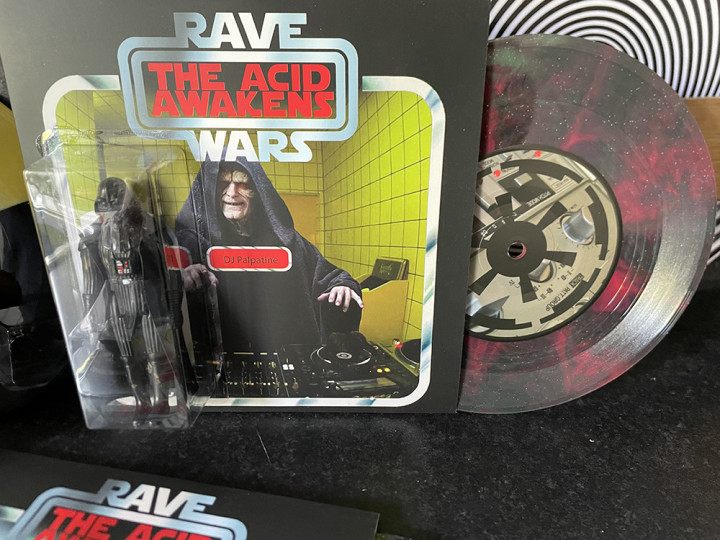 RAVE
THE ACID
AWAKENS
WARS
DJ Palpatine
RAVE
THE ACID